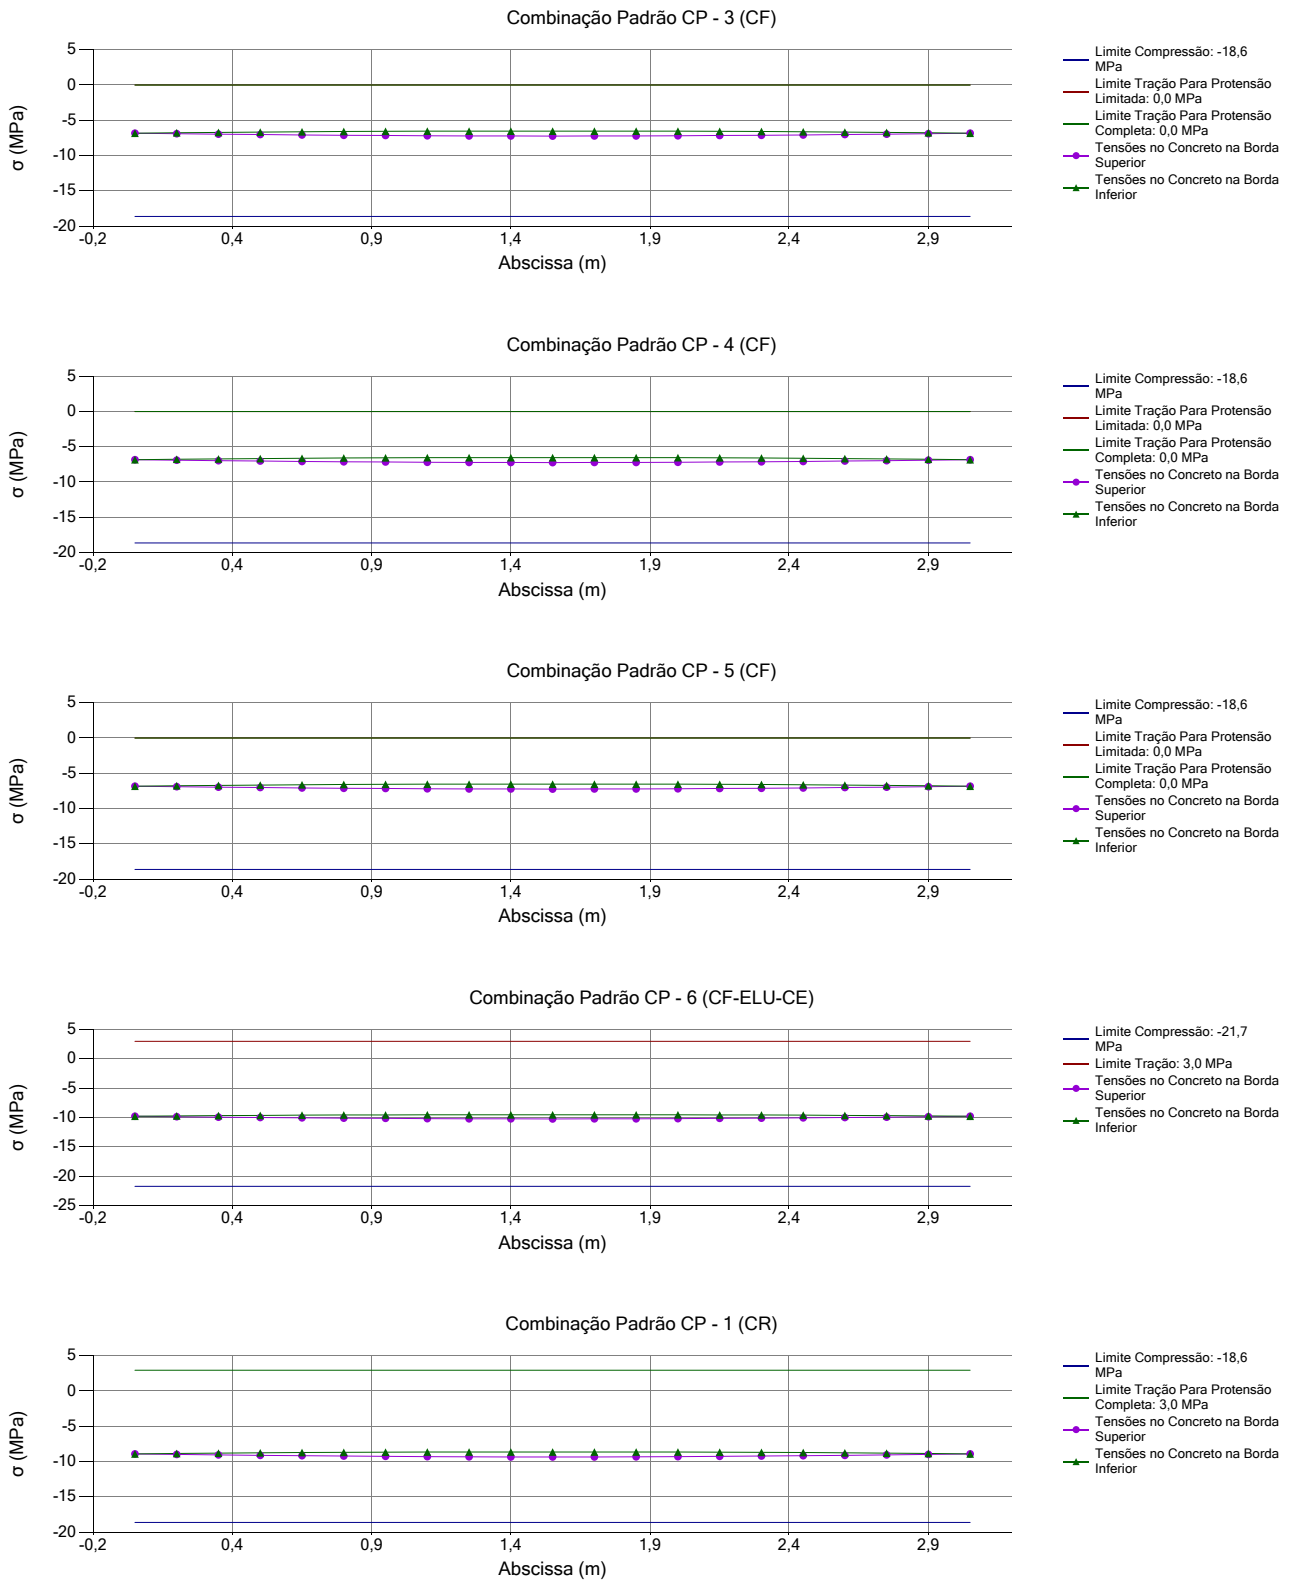 Combinação Padrão CP - 3 (CF)
5
0
-5
-10
-15
-20
σ (MPa)
-0,2
0,4
0,9
1,4
1,9
2,4
2,9
Abscissa (m)
Limite Compressão: -18,6
MPa
Limite Tração Para Protensão
Limitada: 0,0 MPa
Limite Tração Para Protensão
Completa: 0,0 MPa
Tensões no Concreto na Borda
Superior
Tensões no Concreto na Borda
Inferior
Combinação Padrão CP - 4 (CF)
5
0
-5
-10
-15
-20
σ (MPa)
-0,2
0,4
0,9
1,4
1,9
2,4
2,9
Abscissa (m)
Limite Compressão: -18,6
MPa
Limite Tração Para Protensão
Limitada: 0,0 MPa
Limite Tração Para Protensão
Completa: 0,0 MPa
Tensões no Concreto na Borda
Superior
Tensões no Concreto na Borda
Inferior
Combinação Padrão CP - 5 (CF)
5
0
-5
-10
-15
-20
σ (MPa)
-0,2
0,4
0,9
1,4
1,9
2,4
2,9
Abscissa (m)
Limite Compressão: -18,6
MPa
Limite Tração Para Protensão
Limitada: 0,0 MPa
Limite Tração Para Protensão
Completa: 0,0 MPa
Tensões no Concreto na Borda
Superior
Tensões no Concreto na Borda
Inferior
Combinação Padrão CP - 6 (CF-ELU-CE)
5
0
-5
-10
-15
-20
-25
σ (MPa)
-0,2
0,4
0,9
1,4
1,9
2,4
2,9
Abscissa (m)
Limite Compressão: -21,7
MPa
Limite Tração: 3,0 MPa
Tensões no Concreto na Borda
Superior
Tensões no Concreto na Borda
Inferior
Combinação Padrão CP - 1 (CR)
5
0
-5
-10
-15
-20
σ (MPa)
-0,2
0,4
0,9
1,4
1,9
2,4
2,9
Abscissa (m)
Limite Compressão: -18,6
MPa
Limite Tração Para Protensão
Completa: 3,0 MPa
Tensões no Concreto na Borda
Superior
Tensões no Concreto na Borda
Inferior